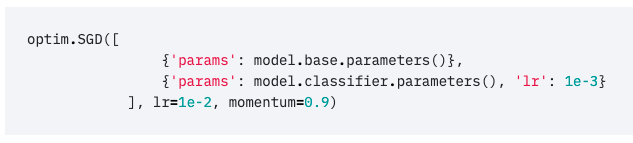 optim.SGD([
                {'params': model.base.parameters()},
                {'params': model.classifier.parameters(), 'lr': 1e-3}
            ], lr=1e-2, momentum=0.9)